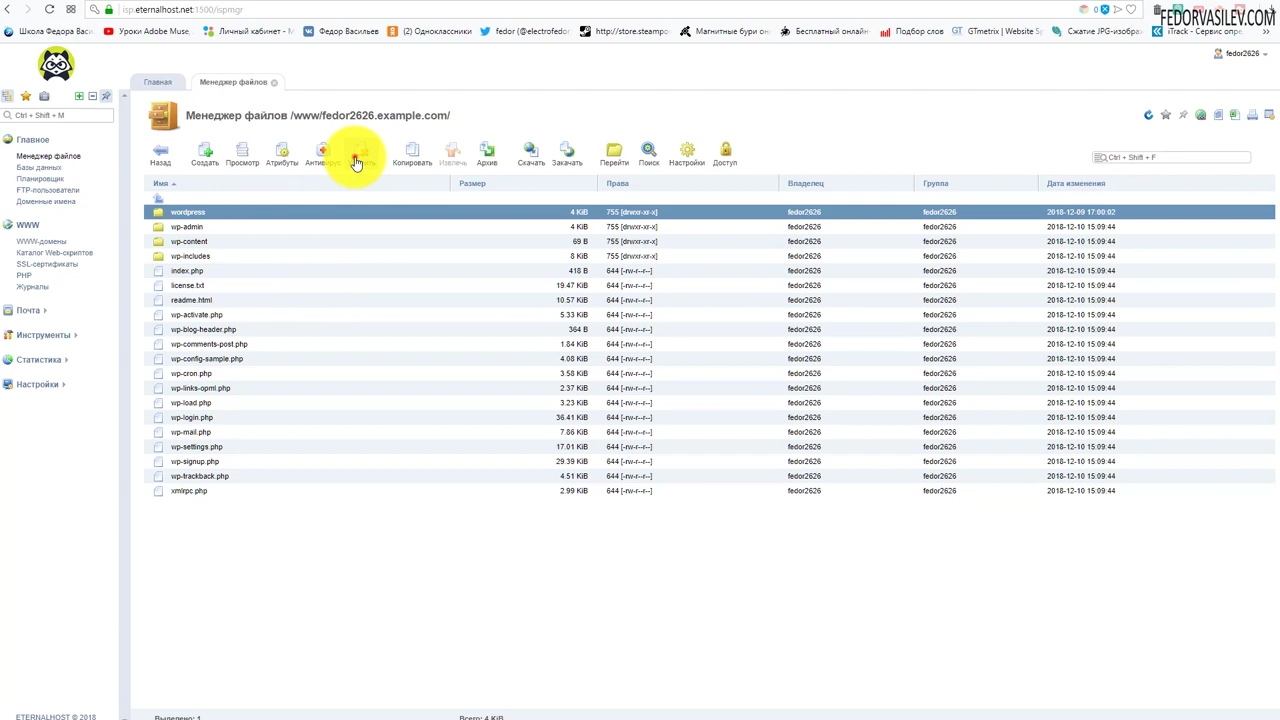 isp.eternalhost.net:1500/ispmgr
0
FEDORVASILEV.COM
Школа Федора Васи.
Уроки Adobe Muse,
Личный кабинет - М
Федор Васильев
(2) Одноклассники
fedor (@electrofedor
http://store.steampo
Магнитные бури он
Бесплатный онлайн
Подбор слов
GTmetrix | Website Sp
Сжатие JPG-изобра
iTrack - Сервис опре
fedor2626
Главная
Менеджер файлов
Ctrl + Shift + M
Менеджер файлов /www/fedor2626.example.com/
Назад
Создать
Просмотр
Атрибуты
Антивирус
Копировать
Извлечь
Архив
Скачать
Закачать
Перейти
Поиск
Настройки
Доступ
Ctrl + Shift + F
Главное
Менеджер файлов
Базы данных
Планировщик
FTP-пользователи
Доменные имена
WWW
WWW-домены
Каталог Web-скриптов
SSL-сертификаты
PHP
Журналы
Почта
Инструменты
Статистика
Настройки
Имя Размер Права Владелец Группа Дата изменения
wordpress 4 KiB 755 [drwxr-xr-x] fedor2626 fedor2626 2018-12-09 17:00:02
wp-admin 4 KiB 755 [drwxr-xr-x] fedor2626 fedor2626 2018-12-10 15:09:44
wp-content 69 B 755 [drwxr-xr-x] fedor2626 fedor2626 2018-12-10 15:09:44
wp-includes 8 KiB 755 [drwxr-xr-x] fedor2626 fedor2626 2018-12-10 15:09:44
index.php 418 B 644 [-rw-r--r--] fedor2626 fedor2626 2018-12-10 15:09:44
license.txt 19.47 KiB 644 [-rw-r--r--] fedor2626 fedor2626 2018-12-10 15:09:44
readme.html 10.57 KiB 644 [-rw-r--r--] fedor2626 fedor2626 2018-12-10 15:09:44
wp-activate.php 5.33 KiB 644 [-rw-r--r--] fedor2626 fedor2626 2018-12-10 15:09:44
wp-blog-header.php 364 B 644 [-rw-r--r--] fedor2626 fedor2626 2018-12-10 15:09:44
wp-comments-post.php 1.84 KiB 644 [-rw-r--r--] fedor2626 fedor2626 2018-12-10 15:09:44
wp-config-sample.php 4.08 KiB 644 [-rw-r--r--] fedor2626 fedor2626 2018-12-10 15:09:44
wp-cron.php 3.58 KiB 644 [-rw-r--r--] fedor2626 fedor2626 2018-12-10 15:09:44
wp-links-opml.php 2.37 KiB 644 [-rw-r--r--] fedor2626 fedor2626 2018-12-10 15:09:44
wp-load.php 3.23 KiB 644 [-rw-r--r--] fedor2626 fedor2626 2018-12-10 15:09:44
wp-login.php 36.41 KiB 644 [-rw-r--r--] fedor2626 fedor2626 2018-12-10 15:09:44
wp-mail.php 7.86 KiB 644 [-rw-r--r--] fedor2626 fedor2626 2018-12-10 15:09:44
wp-settings.php 17.01 KiB 644 [-rw-r--r--] fedor2626 fedor2626 2018-12-10 15:09:44
wp-signup.php 29.39 KiB 644 [-rw-r--r--] fedor2626 fedor2626 2018-12-10 15:09:44
wp-trackback.php 4.51 KiB 644 [-rw-r--r--] fedor2626 fedor2626 2018-12-10 15:09:44
xmlrpc.php 2.99 KiB 644 [-rw-r--r--] fedor2626 fedor2626 2018-12-10 15:09:44
ETERNALHOST © 2018
Выделено: 1
Всего: 4 KiB